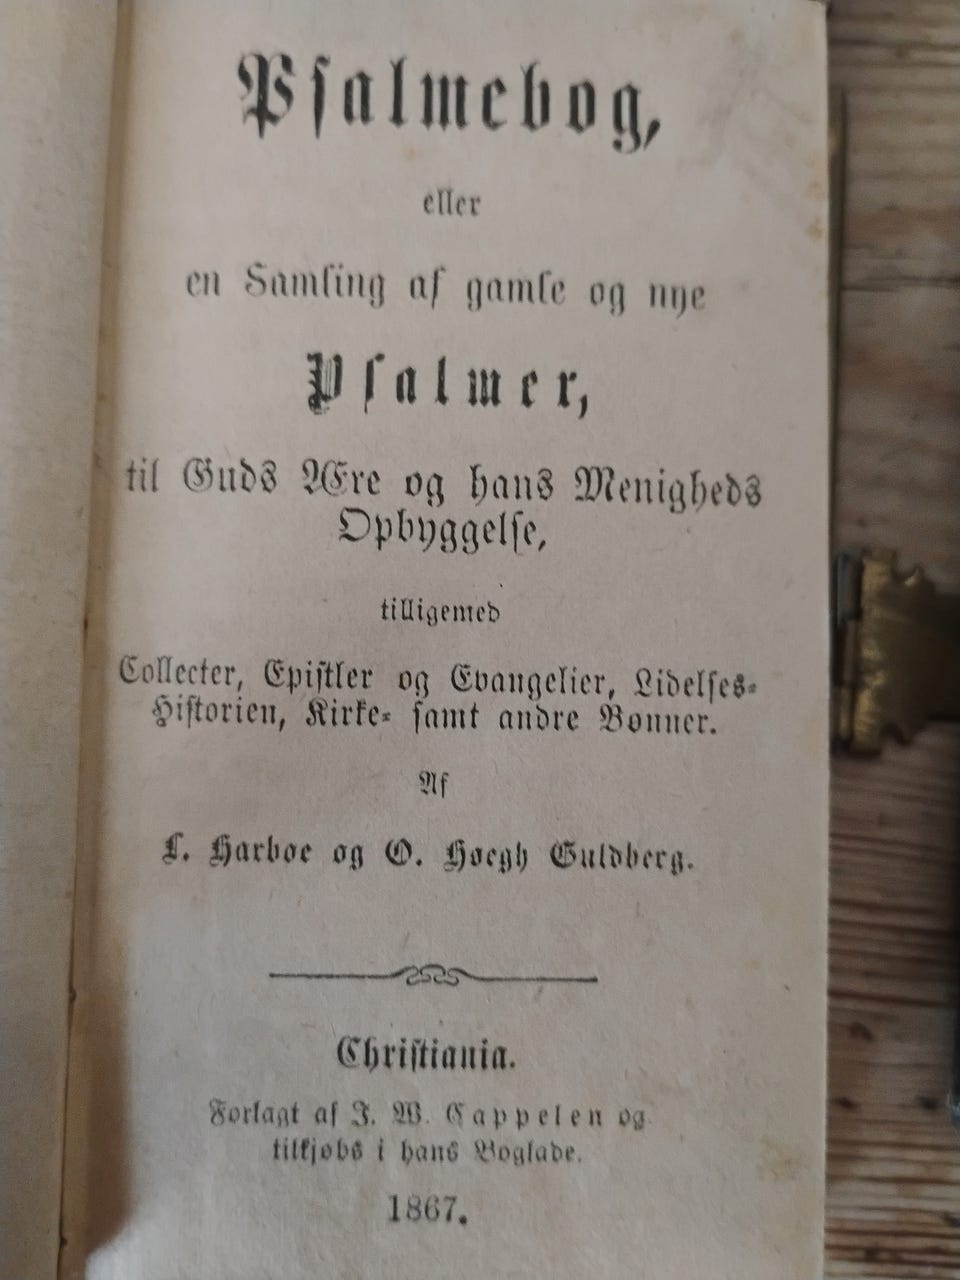 Psalmebog,
eller
en Samling af gamle og nye
Psalmer,
til Guds Ære og hans Menigheds
Opbyggelse,
tilligemed
Collecter, Epistler og Evangelier, Lidelses-
Historien, Kirke- samt andre Bønner.
Af
L. Harboe og O. Høegh Guldberg.
Christiania.
Forlagt af J. W. Cappelen og
tilkjøbs i hans Boglade.
1867.